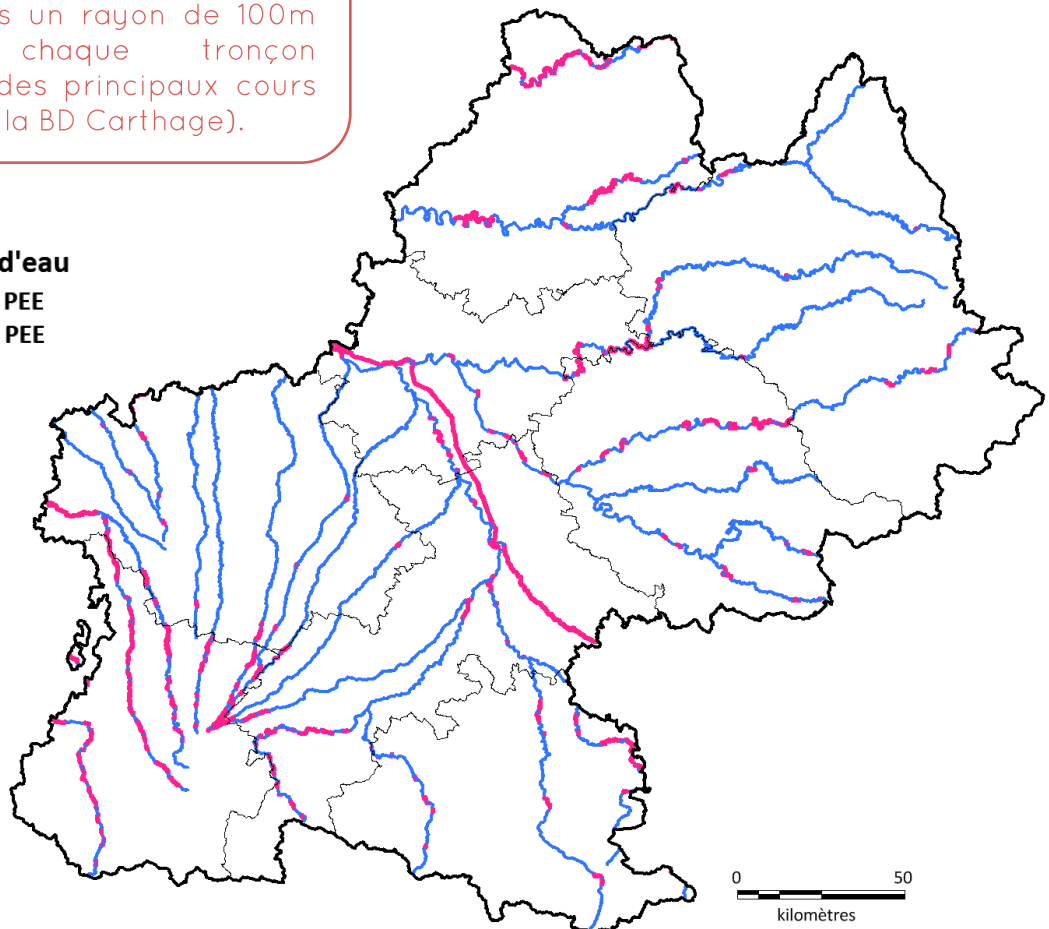 s un rayon de 100m
chaque tronçon
des principaux cours
la BD Carthage).
d'eau
PEE
PEE
0 50
kilomètres